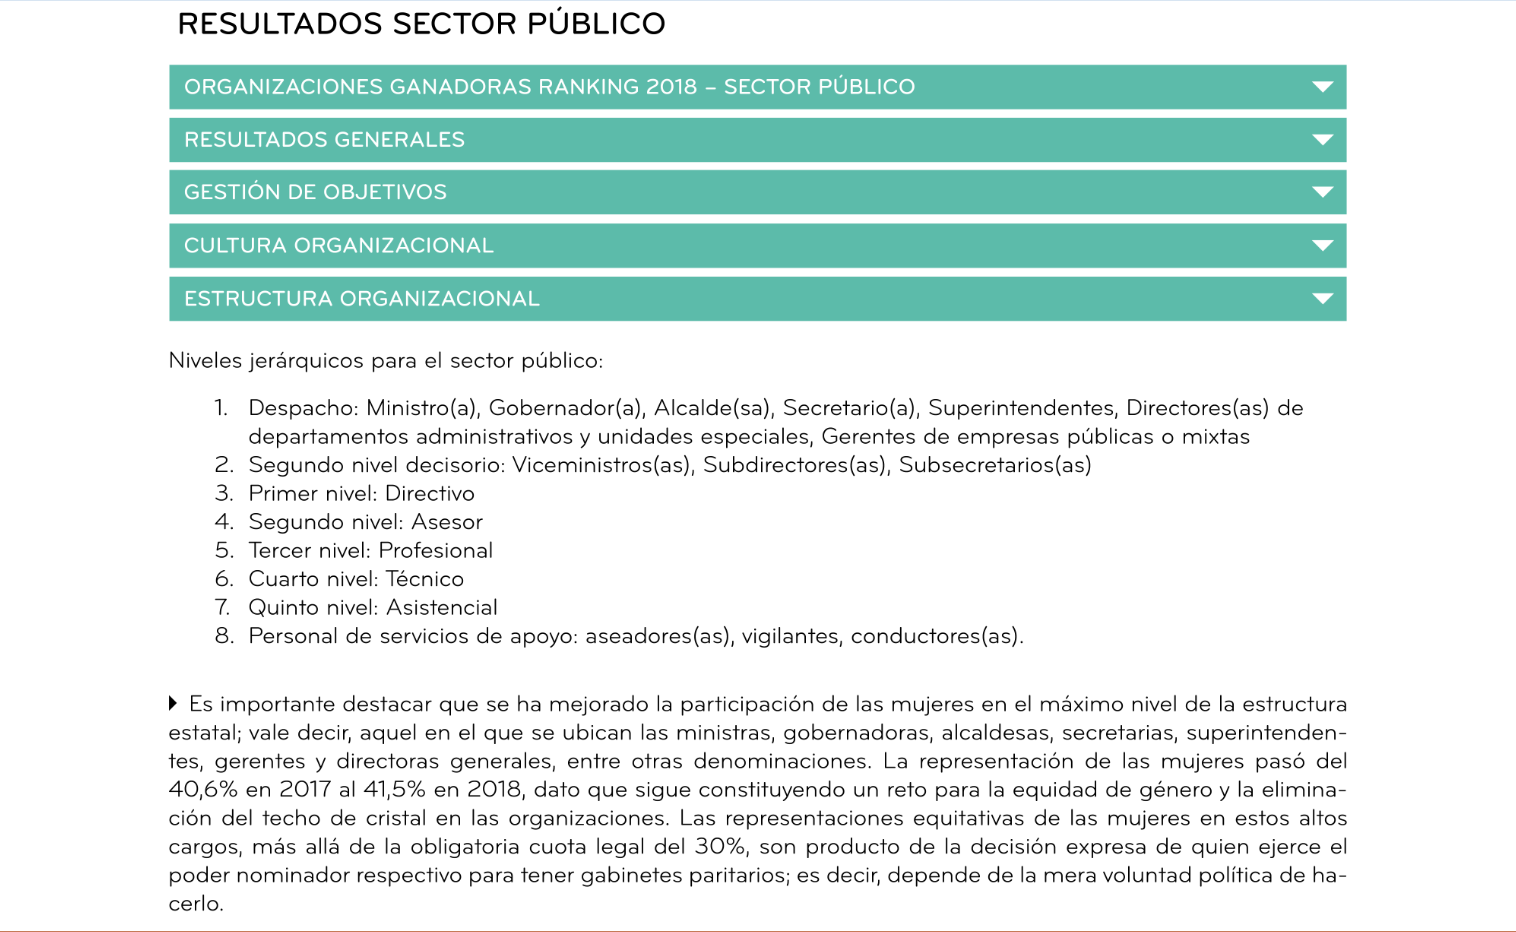 RESULTADOS SECTOR PÚBLICO
ORGANIZACIONES GANADORAS RANKING 2018 – SECTOR PÚBLICO
RESULTADOS GENERALES
GESTIÓN DE OBJETIVOS
CULTURA ORGANIZACIONAL
ESTRUCTURA ORGANIZACIONAL
Niveles jerárquicos para el sector público:
1. Despacho: Ministro(a), Gobernador(a), Alcalde(sa), Secretario(a), Superintendentes, Directores(as) de
departamentos administrativos y unidades especiales, Gerentes de empresas públicas o mixtas
2. Segundo nivel decisorio: Viceministros(as), Subdirectores(as), Subsecretarios(as)
3. Primer nivel: Directivo
4. Segundo nivel: Asesor
5. Tercer nivel: Profesional
6. Cuarto nivel: Técnico
7. Quinto nivel: Asistencial
8. Personal de servicios de apoyo: aseadores(as), vigilantes, conductores(as).
Es importante destacar que se ha mejorado la participación de las mujeres en el máximo nivel de la estructura
estatal; vale decir, aquel en el que se ubican las ministras, gobernadoras, alcaldesas, secretarias, superintenden-
tes, gerentes y directoras generales, entre otras denominaciones. La representación de las mujeres pasó del
40,6% en 2017 al 41,5% en 2018, dato que sigue constituyendo un reto para la equidad de género y la elimina-
ción del techo de cristal en las organizaciones. Las representaciones equitativas de las mujeres en estos altos
cargos, más allá de la obligatoria cuota legal del 30%, son producto de la decisión expresa de quien ejerce el
poder nominador respectivo para tener gabinetes paritarios; es decir, depende de la mera voluntad política de ha-
cerlo.